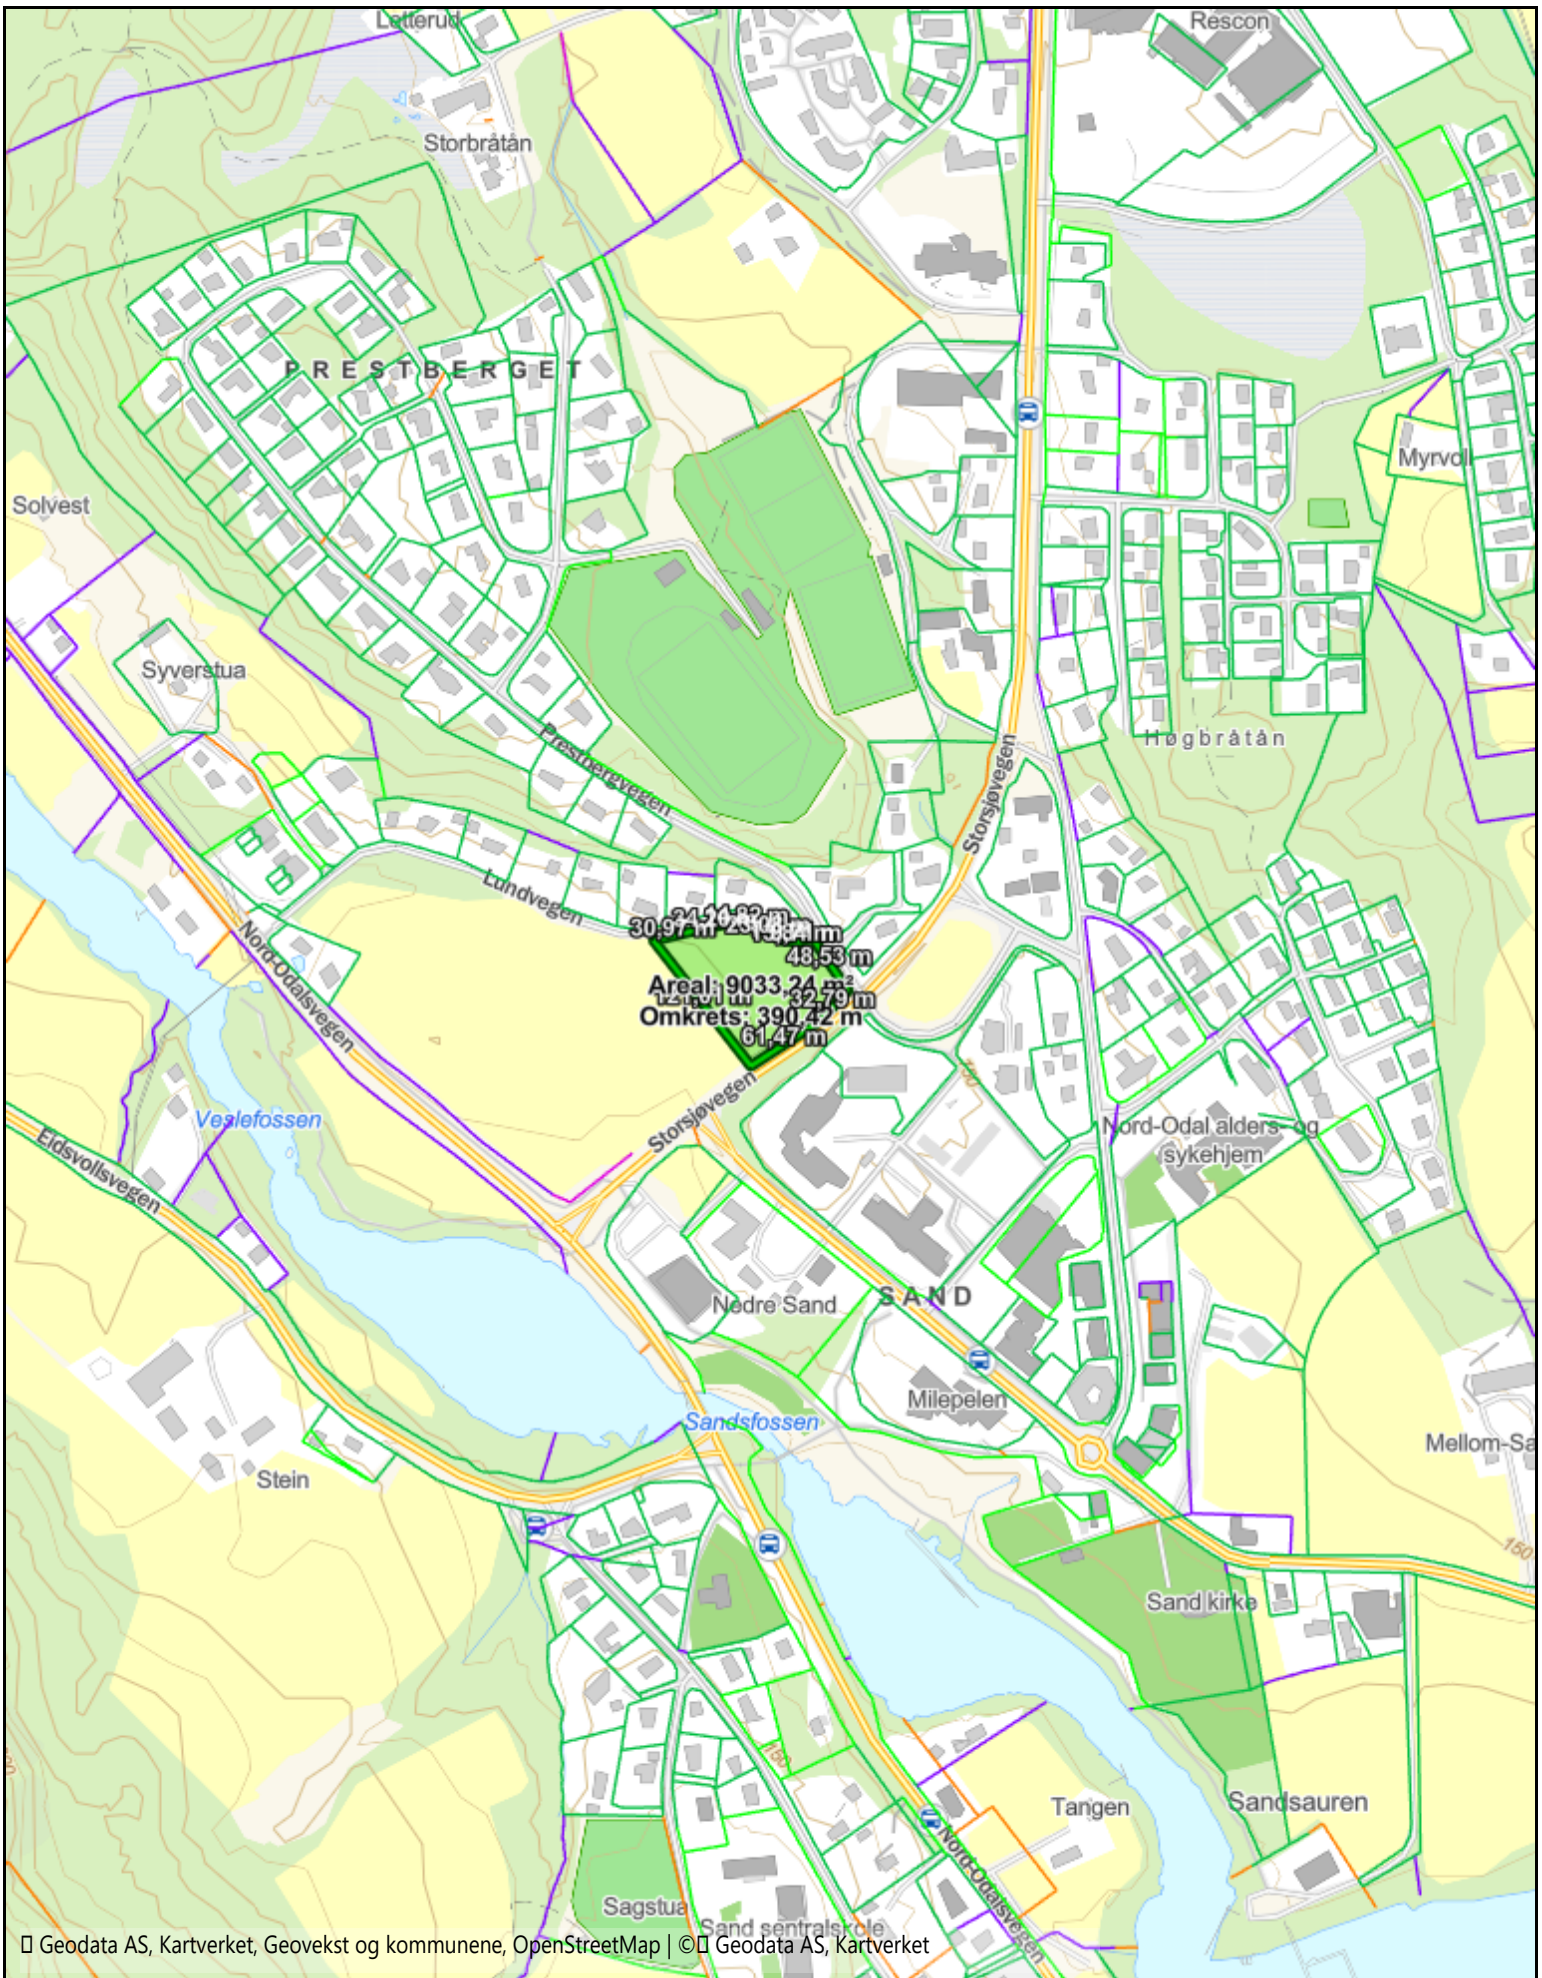 Letterud
Rescon
Storbråtån
PRESTBERGET
Myrvoll
Solvest
Syverstua
Høgbråtån
Prestbergvegen
Storsjøvegen
Lundvegen
30,97 m
48,53 m
Areal: 9033,24 m²
32,79 m
Omkrets: 390,42 m
61,47 m
Nord-Odalsvegen
150
Storsjøvegen
Veslefossen
Eidsvollsvegen
Nord-Odal alders- og
sykehjem
SAND
Nedre Sand
Milepelen
Sandsfossen
Mellom-Sa
Stein
150
Sand kirke
150
Tangen
Sandsauren
Nord-Odalsvegen
Sagstua
Sand sentralskole
Geodata AS, Kartverket, Geovekst og kommunene, OpenStreetMap | © Geodata AS, Kartverket